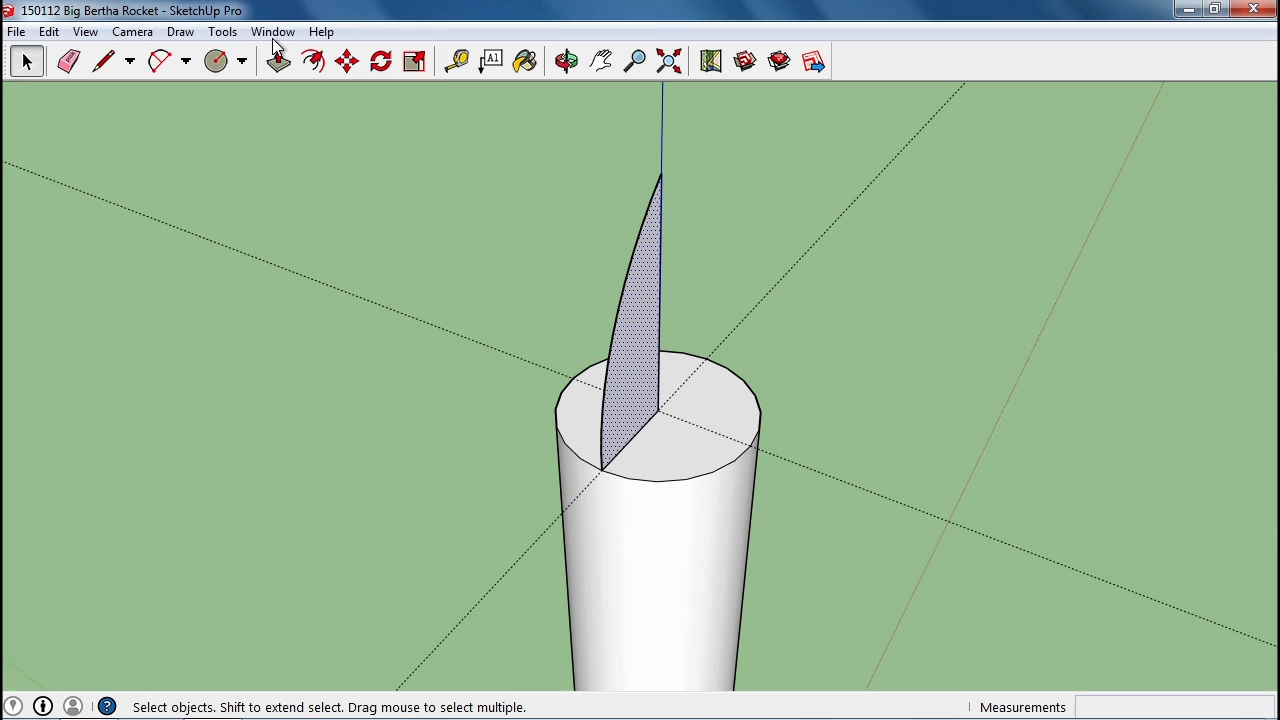 150112 Big Bertha Rocket - SketchUp Pro
File Edit View Camera Draw Tools Window Help
A1
Select objects. Shift to extend select. Drag mouse to select multiple. Measurements